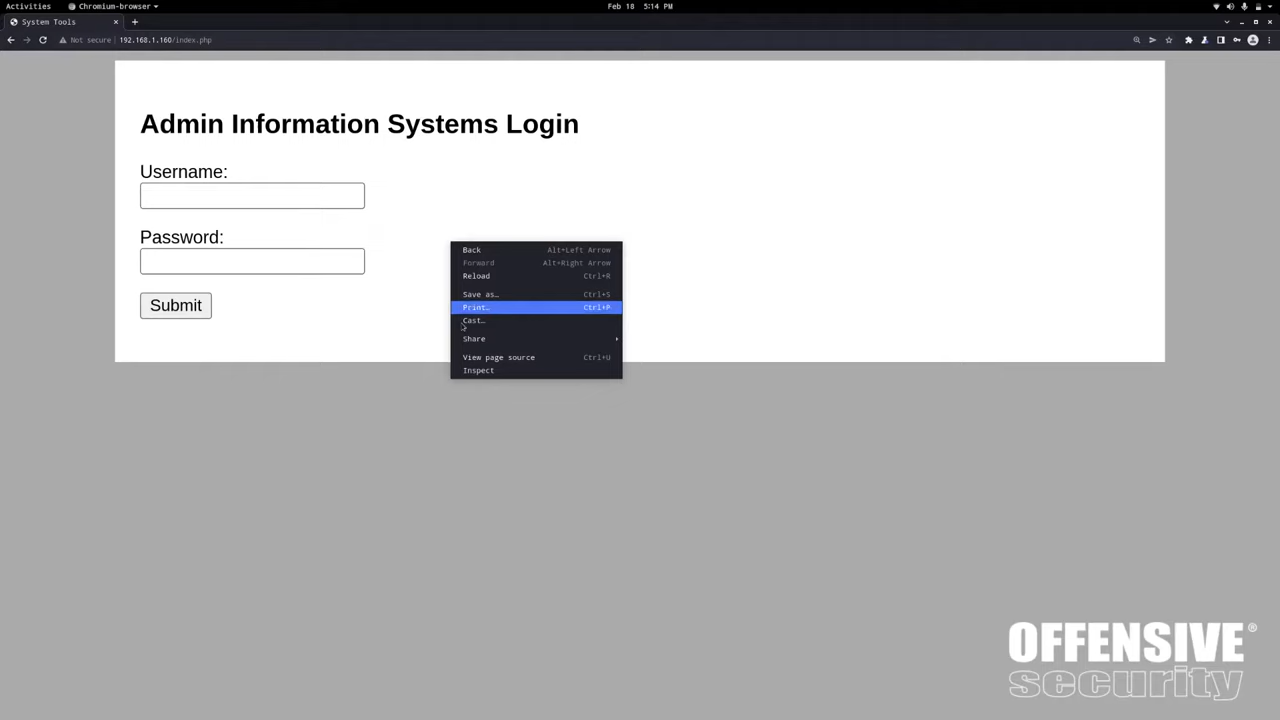 Activities Chromium-browser Feb 18 5:14 PM
System Tools
Not secure 192.168.1.160/index.php
Admin Information Systems Login
Username:
Password:
Submit
Back Alt+Left Arrow
Forward Alt+Right Arrow
Reload Ctrl+R
Save as… Ctrl+S
Print… Ctrl+P
Cast…
Share
View page source Ctrl+U
Inspect
OFFENSIVE®
security